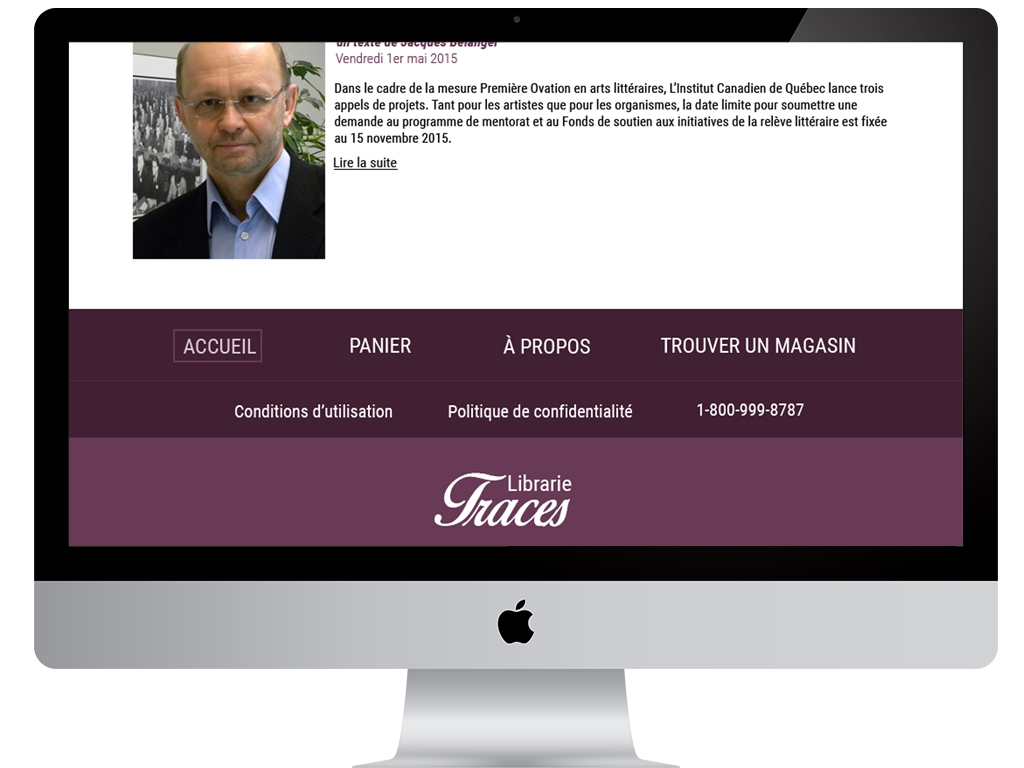 un texte de Jacques Bélanger
Vendredi 1er mai 2015
Dans le cadre de la mesure Première Ovation en arts littéraires, L'Institut Canadien de Québec lance trois
appels de projets. Tant pour les artistes que pour les organismes, la date limite pour soumettre une
demande au programme de mentorat et au Fonds de soutien aux initiatives de la relève littéraire est fixée
au 15 novembre 2015.
Lire la suite
ACCUEIL PANIER À PROPOS TROUVER UN MAGASIN
Conditions d'utilisation Politique de confidentialité 1-800-999-8787
Librarie
Traces